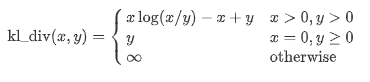 kl_div(x, y) = { x log(x/y) − x + y   x > 0, y > 0
y   x = 0, y ≥ 0
∞   otherwise